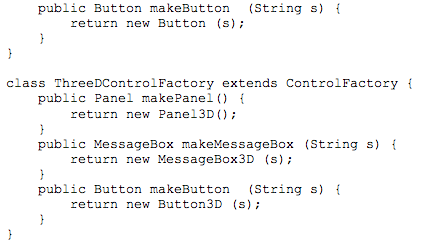 public Button makeButton  (String s) {
        return new Button (s);
    }
}

class ThreeDControlFactory extends ControlFactory {
    public Panel makePanel() {
        return new Panel3D();
    }
    public MessageBox makeMessageBox (String s) {
        return new MessageBox3D (s);
    }
    public Button makeButton  (String s) {
        return new Button3D (s);
    }
}